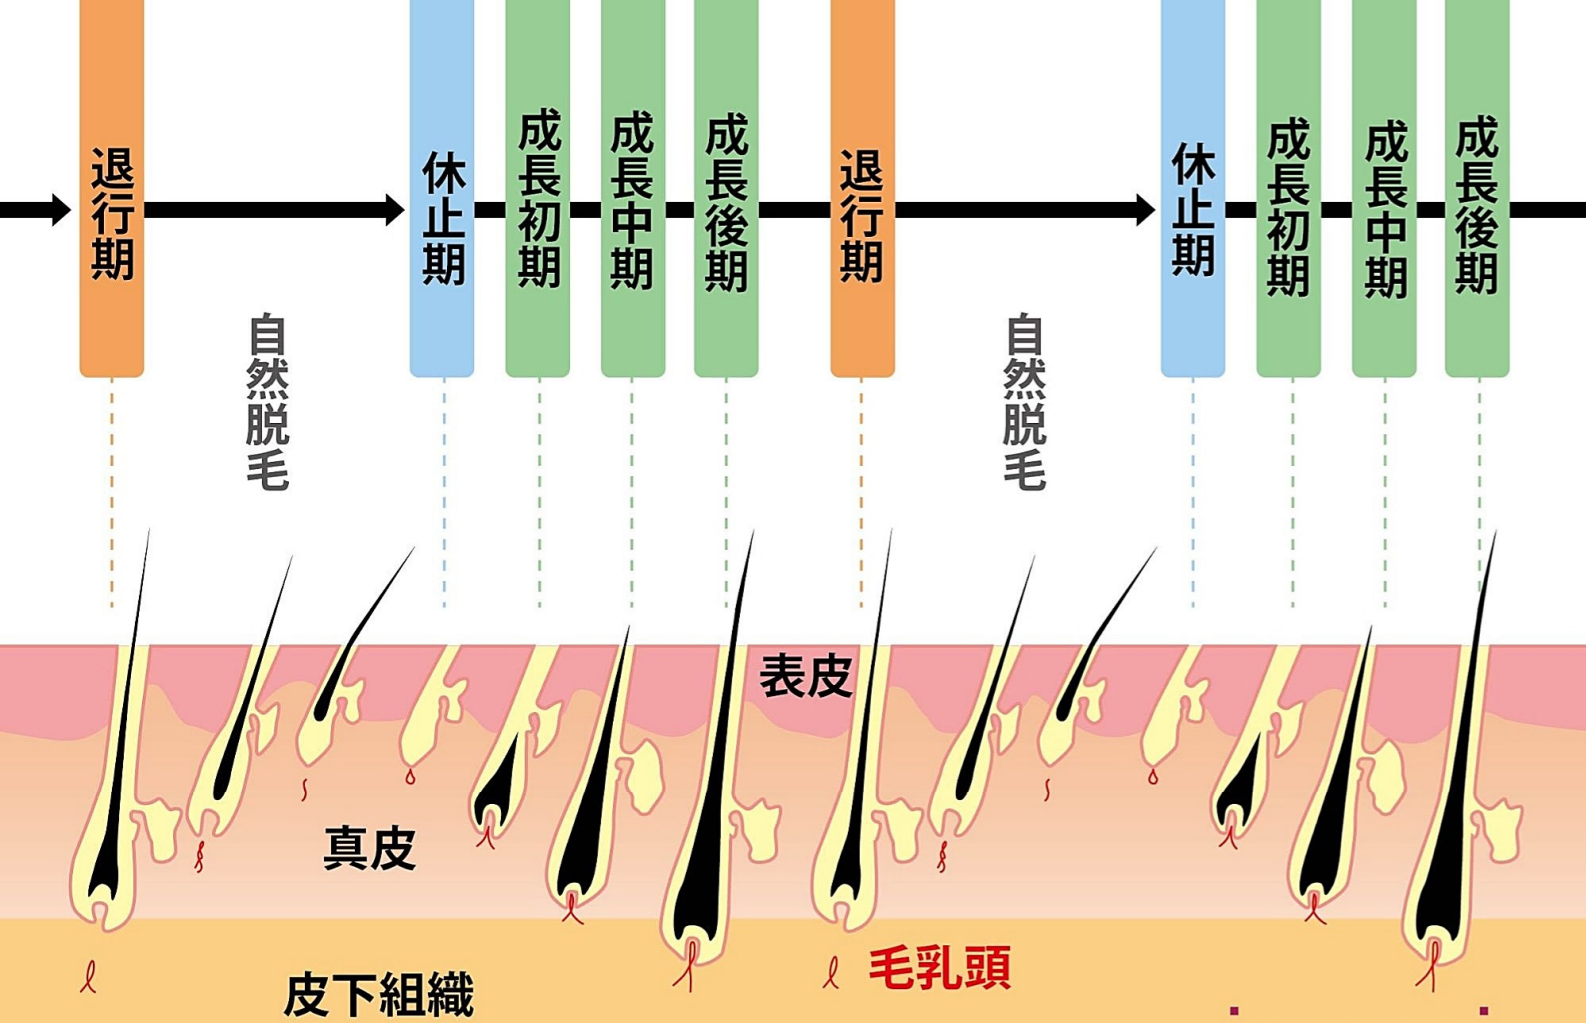 退行期
自然脱毛
休止期
成長初期
成長中期
成長後期
退行期
自然脱毛
休止期
成長初期
成長中期
成長後期
表皮
真皮
皮下組織
毛乳頭